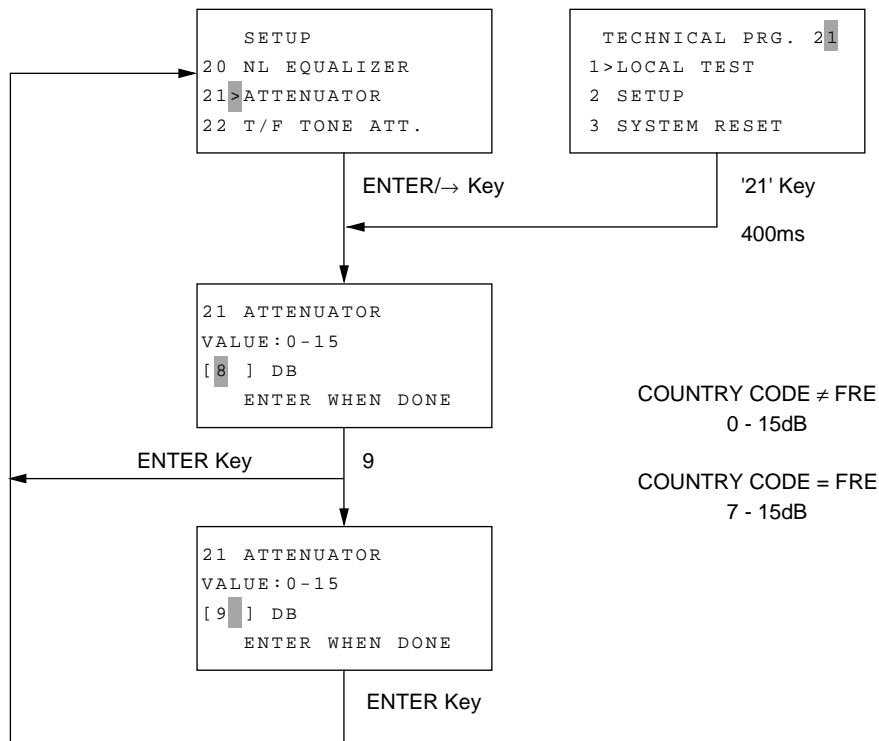 SETUP
20 NL EQUALIZER
21>ATTENUATOR
22 T/F TONE ATT.
TECHNICAL PRG. 21
1>LOCAL TEST
2 SETUP
3 SYSTEM RESET
ENTER/→ Key
'21' Key
400ms
21 ATTENUATOR
VALUE:0-15
[8 ] DB
ENTER WHEN DONE
COUNTRY CODE ≠ FRE
0 - 15dB
COUNTRY CODE = FRE
7 - 15dB
ENTER Key
9
21 ATTENUATOR
VALUE:0-15
[9 ] DB
ENTER WHEN DONE
ENTER Key